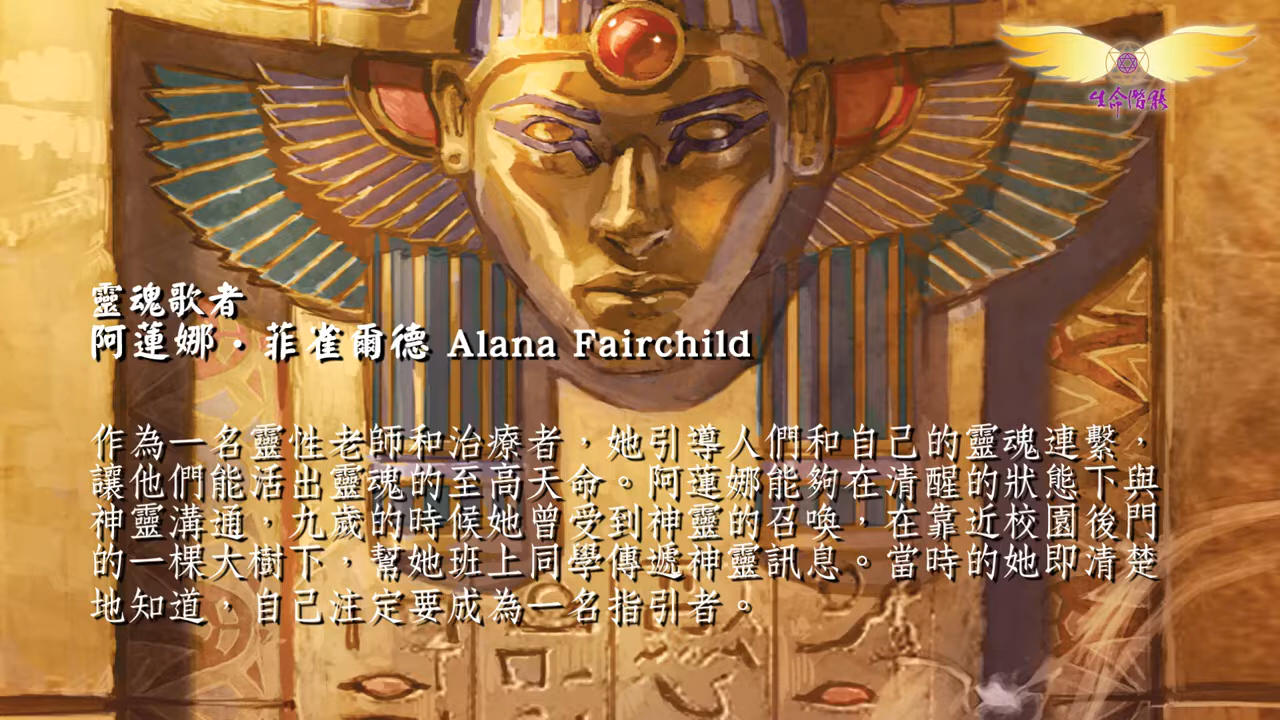 生命階梯
靈魂歌者
阿蓮娜・菲雀爾德 Alana Fairchild
作為一名靈性老師和治療者，她引導人們和自己的靈魂連繫，
讓他們能活出靈魂的至高天命。阿蓮娜能夠在清醒的狀態下與
神靈溝通，九歲的時候她曾受到神靈的召喚，在靠近校園後門
的一棵大樹下，幫她班上同學傳遞神靈訊息。當時的她即清楚
地知道，自己注定要成為一名指引者。